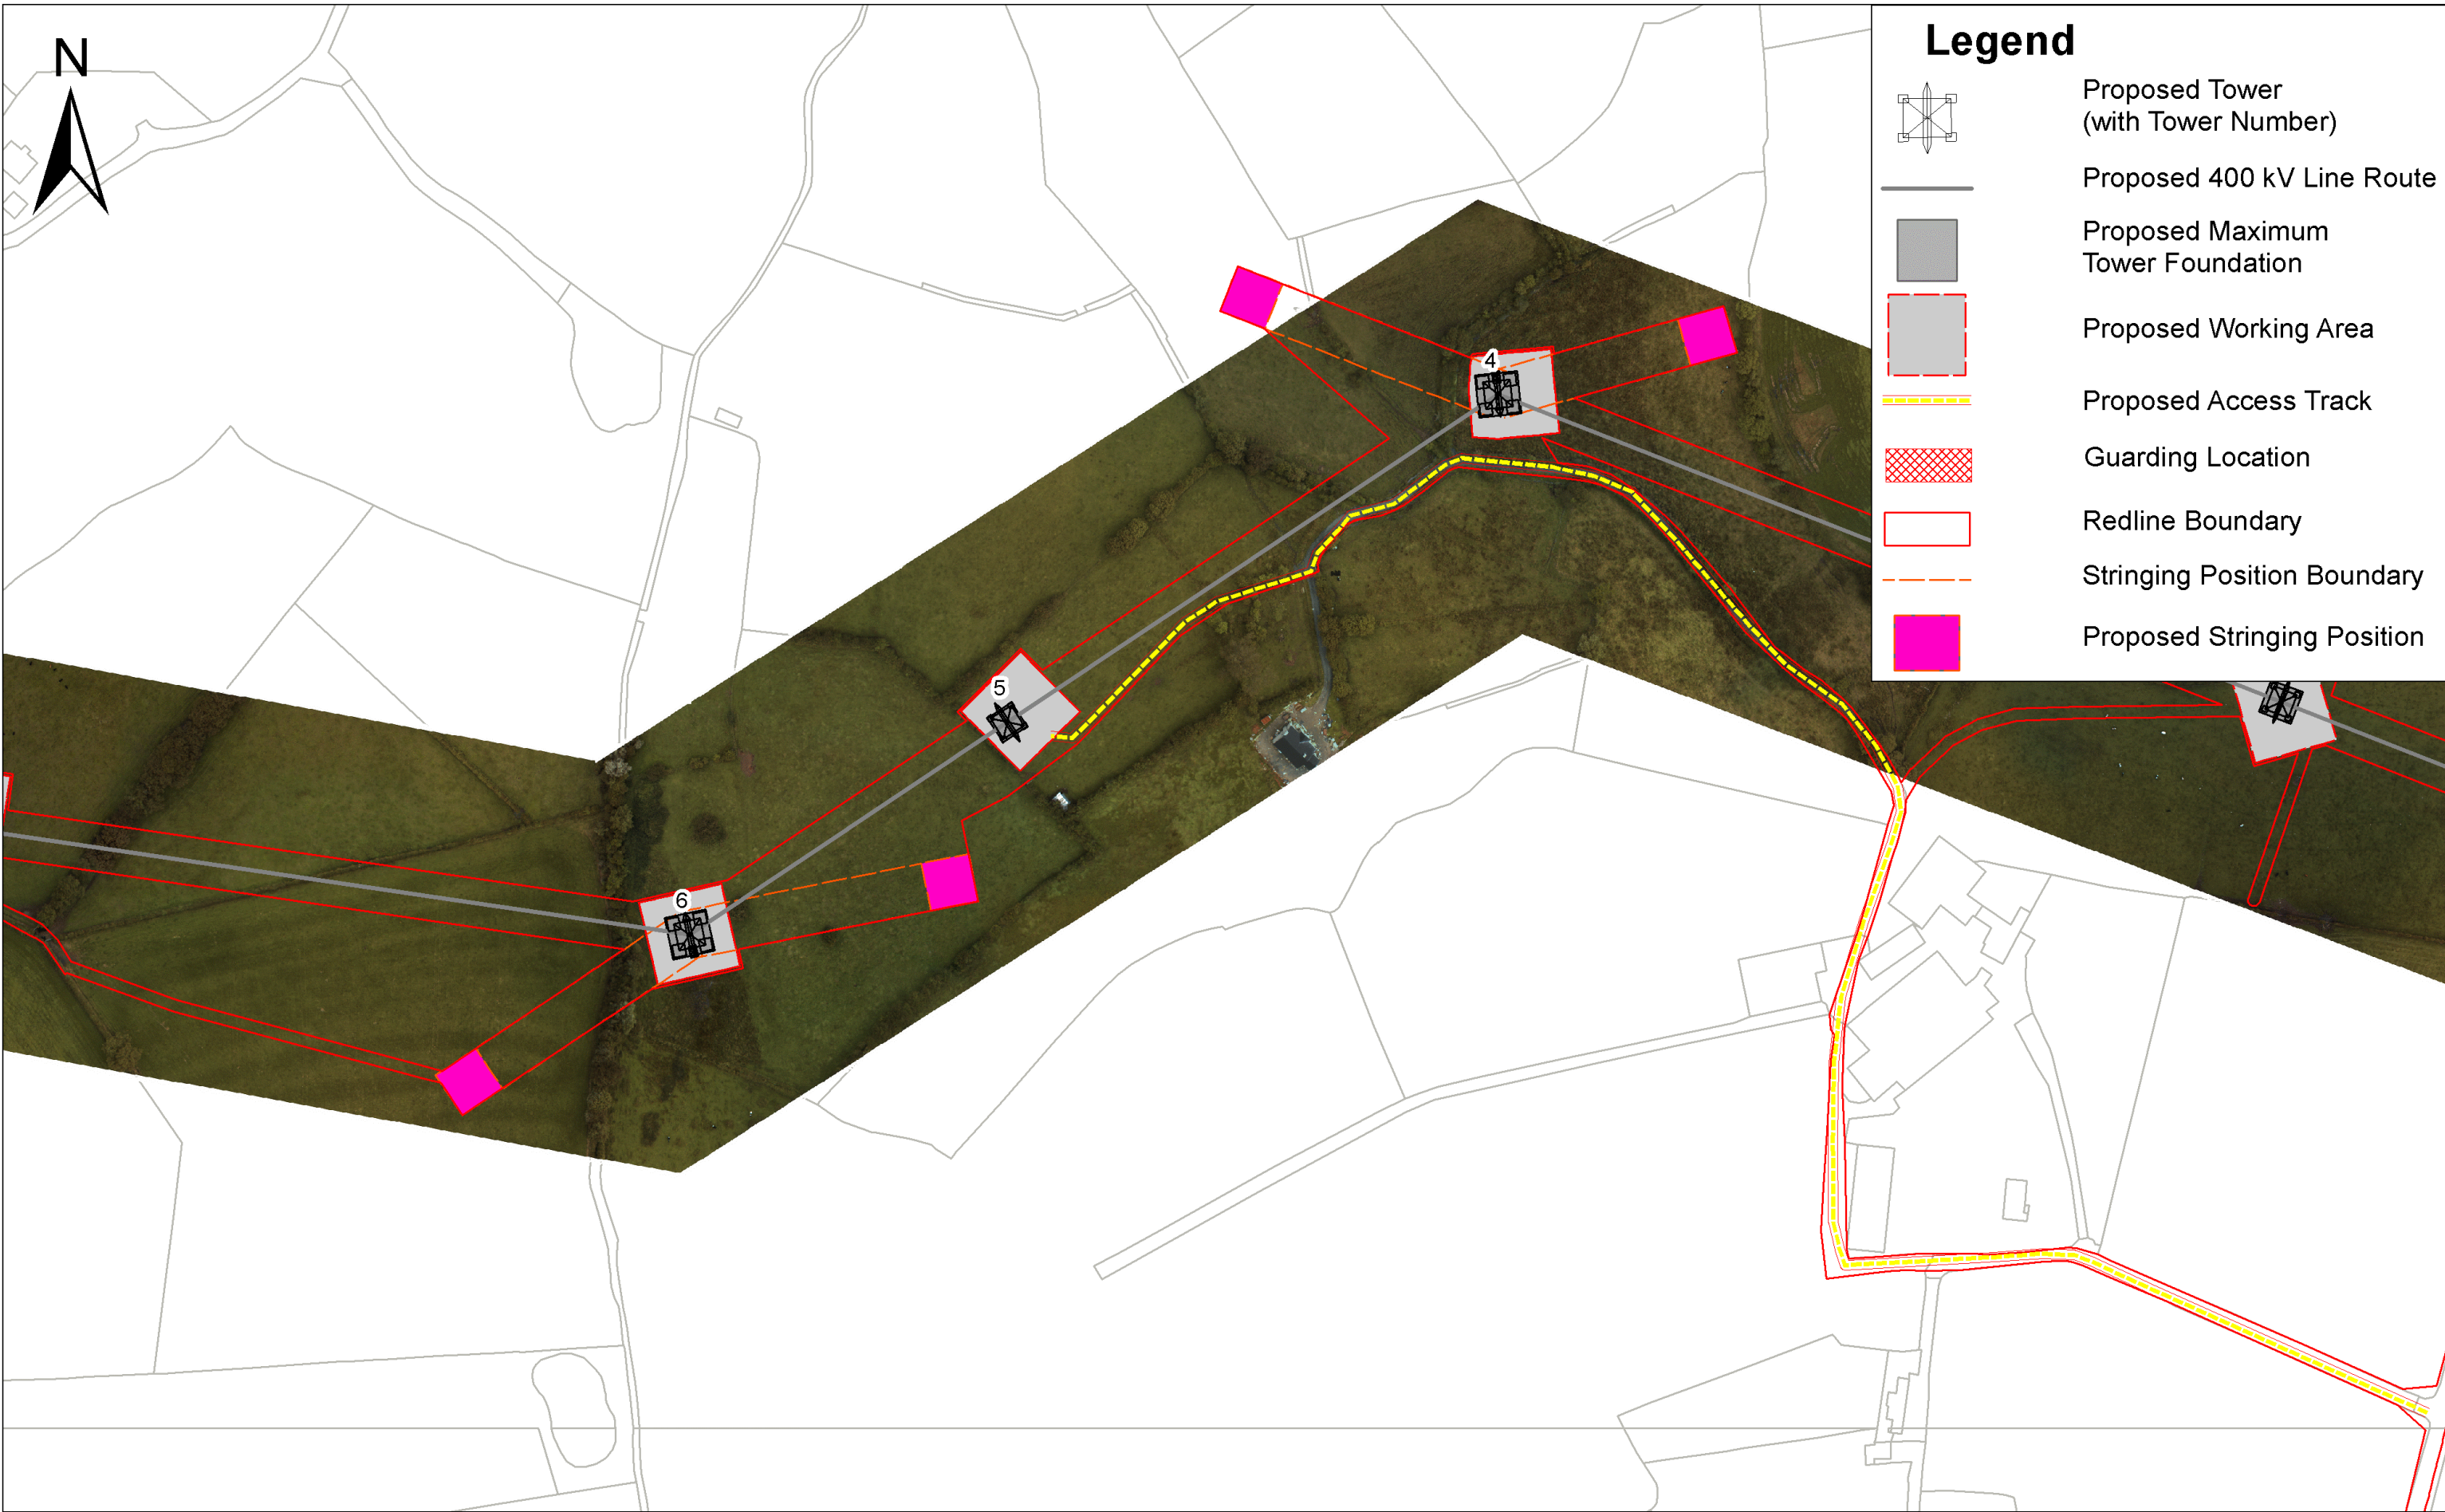 N
Legend
Proposed Tower
(with Tower Number)
Proposed 400 kV Line Route
Proposed Maximum
Tower Foundation
Proposed Working Area
Proposed Access Track
Guarding Location
Redline Boundary
Stringing Position Boundary
Proposed Stringing Position
4
5
6